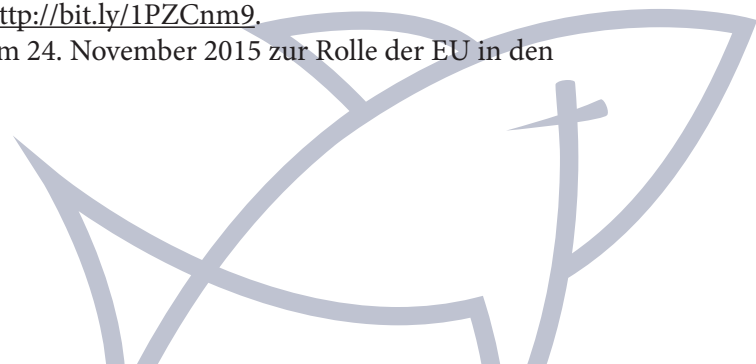 ttp://bit.ly/1PZCnm9.
m 24. November 2015 zur Rolle der EU in den